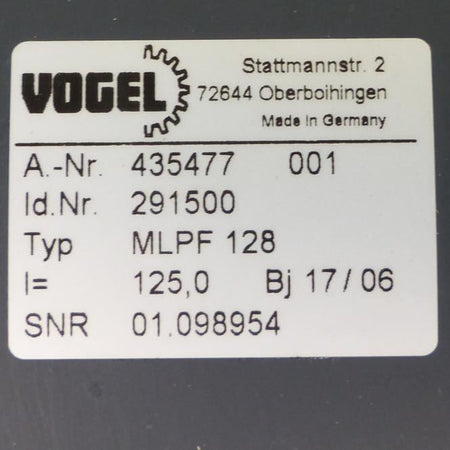 VOGEL
Stattmannstr. 2
72644 Oberboihingen
Made In Germany
A.-Nr. 435477 001
Id.Nr. 291500
Typ MLPF 128
I= 125,0 Bj 17/06
SNR 01.098954